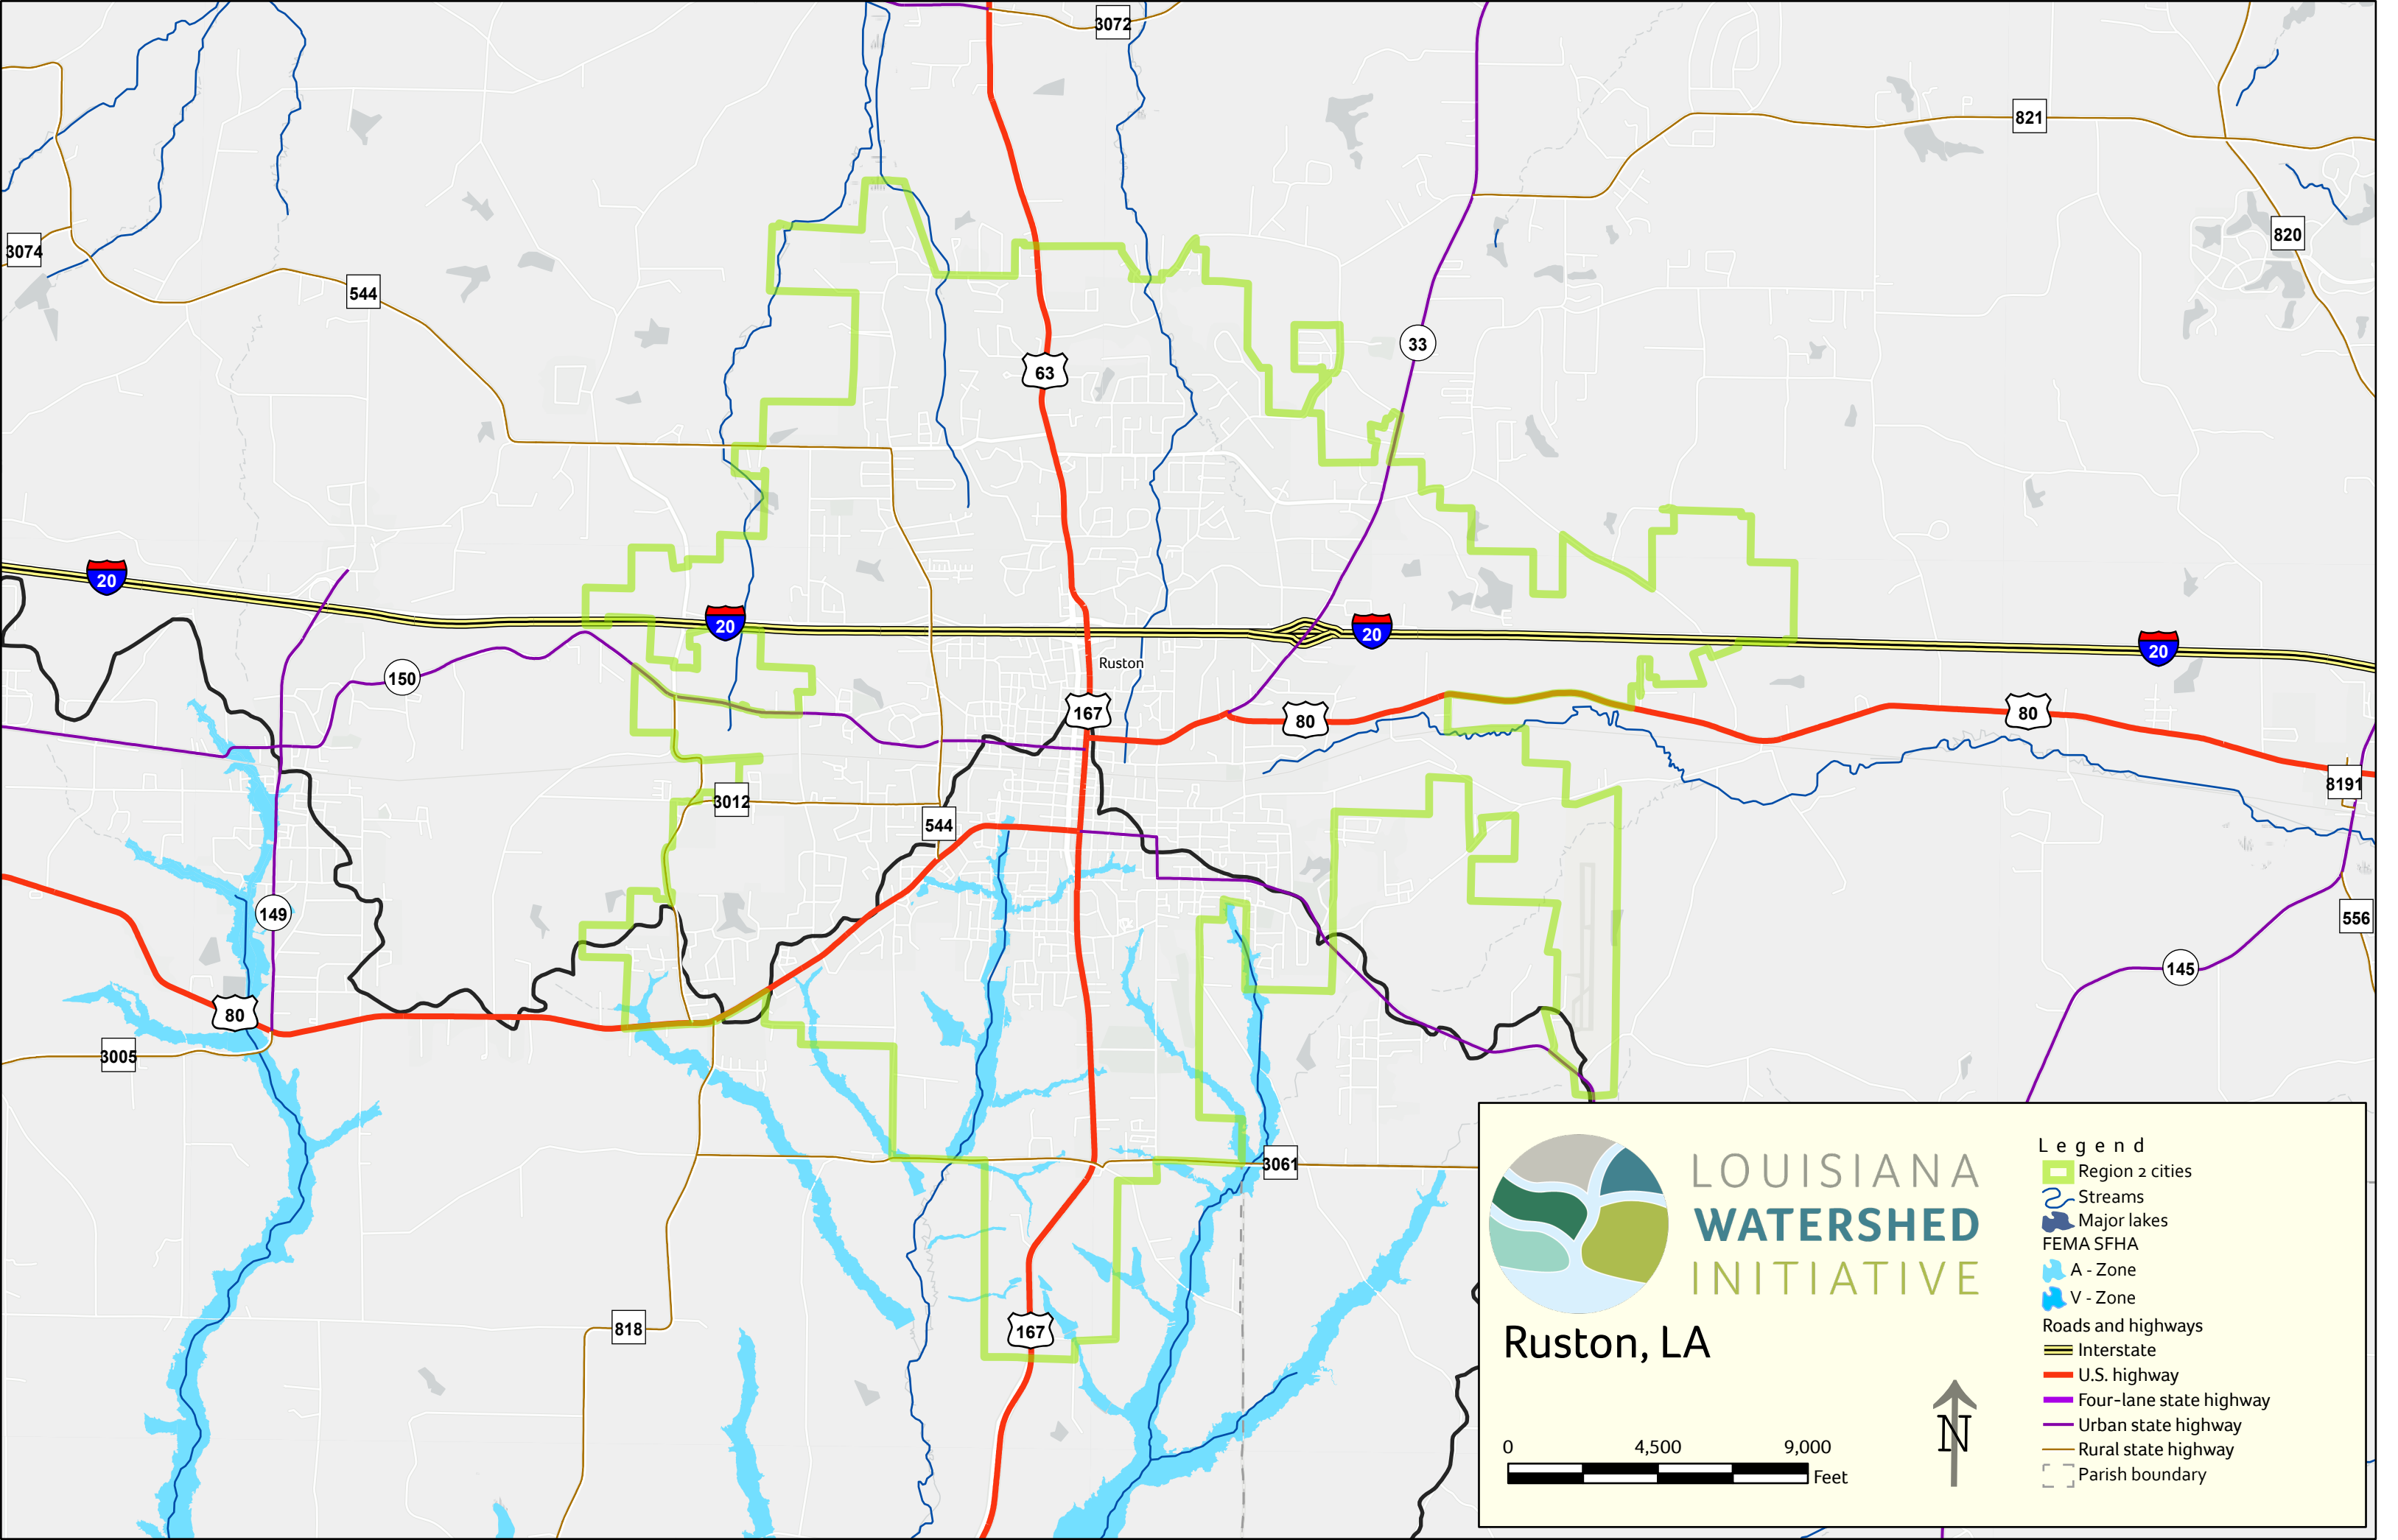 3072
821
3074
820
544
63
33
20
20
20
20
Ruston
150
167
80
80
8191
3012
544
149
556
145
80
3005
3061
818
167
LOUISIANA
WATERSHED
INITIATIVE
Ruston, LA
0 4,500 9,000
Feet
N
Legend
Region 2 cities
Streams
Major lakes
FEMA SFHA
A - Zone
V - Zone
Roads and highways
Interstate
U.S. highway
Four-lane state highway
Urban state highway
Rural state highway
Parish boundary